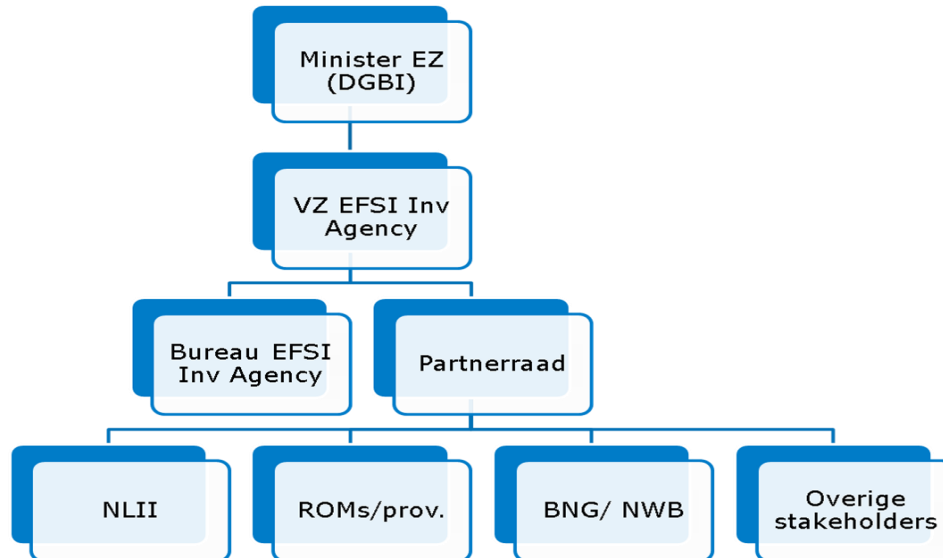 Minister EZ
(DGBI)
VZ EFSI Inv
Agency
Bureau EFSI
Inv Agency
Partnerraad
NLII
ROMs/prov.
BNG/ NWB
Overige
stakeholders